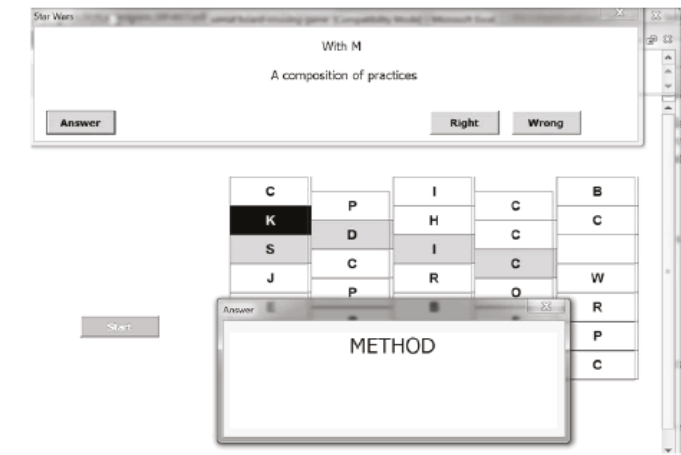 Star Wars
With M
A composition of practices
Answer
Right
Wrong
C
K
S
J
E
P
D
C
P
I
H
I
R
C
C
C
O
B
C
W
R
P
C
Start
Answer
METHOD